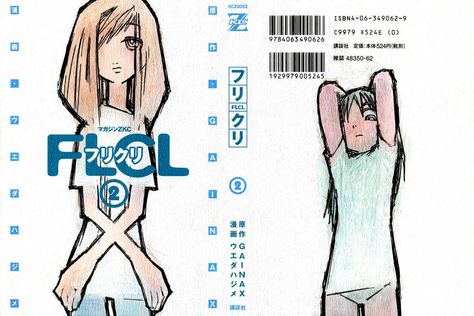 原作・GAINAX
漫画・ウエダハジメ
マガジンZKC
FLCL
フリクリ
2
KCZ0062
Z
フリ
FLCL
クリ
2
原作 GAINAX
漫画 ウエダハジメ
講談社
9784063490626
1929979005245
ISBN4-06-349062-9
C9979 ¥524E (0)
講談社 定価:本体524円(税別)
雑誌 48350-62